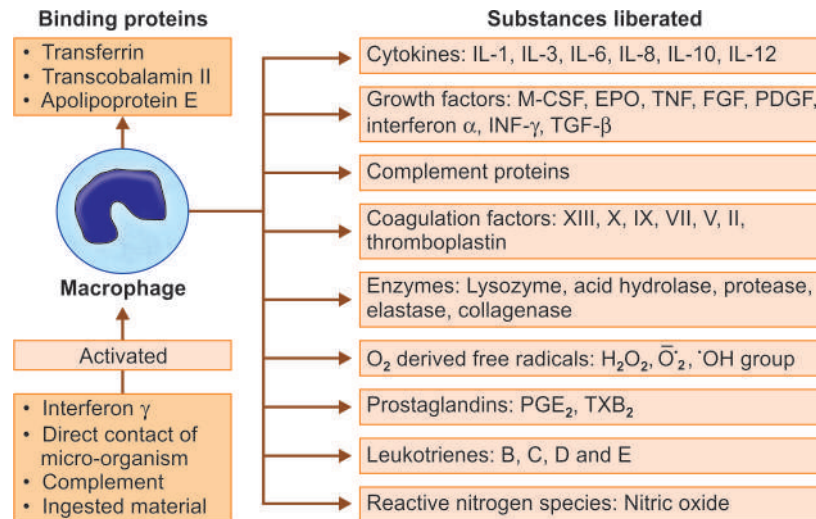 Binding proteins
• Transferrin
• Transcobalamin II
• Apolipoprotein E
Macrophage
Activated
• Interferon γ
• Direct contact of
micro-organism
• Complement
• Ingested material
Substances liberated
Cytokines: IL-1, IL-3, IL-6, IL-8, IL-10, IL-12
Growth factors: M-CSF, EPO, TNF, FGF, PDGF,
interferon α, INF-γ, TGF-β
Complement proteins
Coagulation factors: XIII, X, IX, VII, V, II,
thromboplastin
Enzymes: Lysozyme, acid hydrolase, protease,
elastase, collagenase
O₂ derived free radicals: H₂O₂, Ō˙₂, ˙OH group
Prostaglandins: PGE₂, TXB₂
Leukotrienes: B, C, D and E
Reactive nitrogen species: Nitric oxide